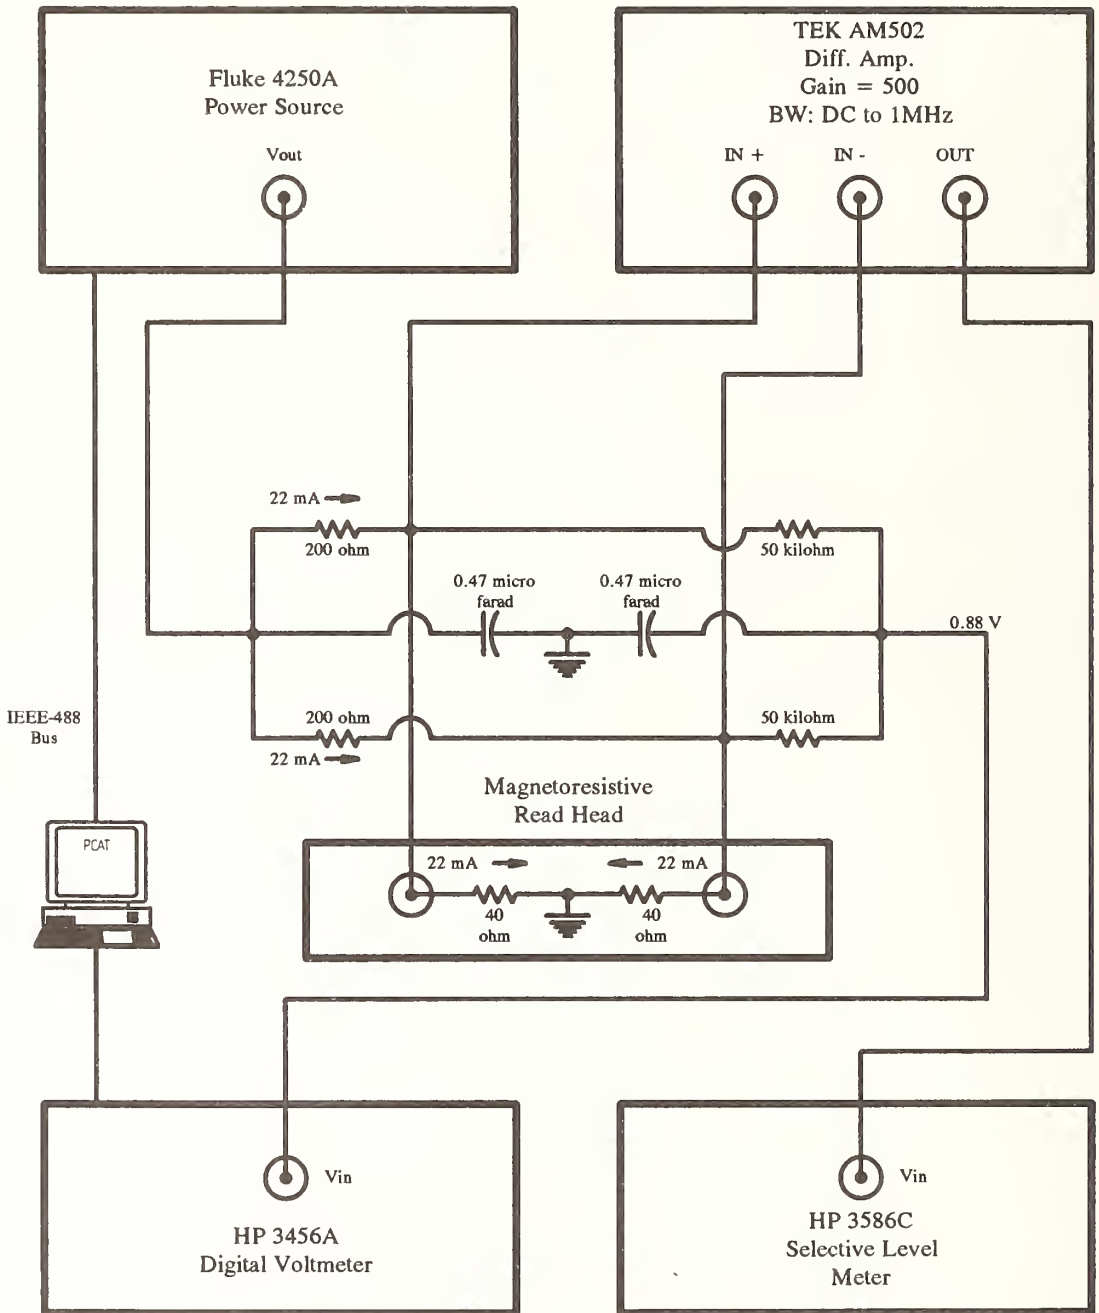 Fluke 4250A
Power Source
Vout
TEK AM502
Diff. Amp.
Gain = 500
BW: DC to 1MHz
IN +
IN -
OUT
22 mA
200 ohm
50 kilohm
0.47 micro
farad
0.47 micro
farad
0.88 V
200 ohm
50 kilohm
22 mA
IEEE-488
Bus
Magnetoresistive
Read Head
PCAT
22 mA
22 mA
40
ohm
40
ohm
Vin
HP 3456A
Digital Voltmeter
Vin
HP 3586C
Selective Level
Meter